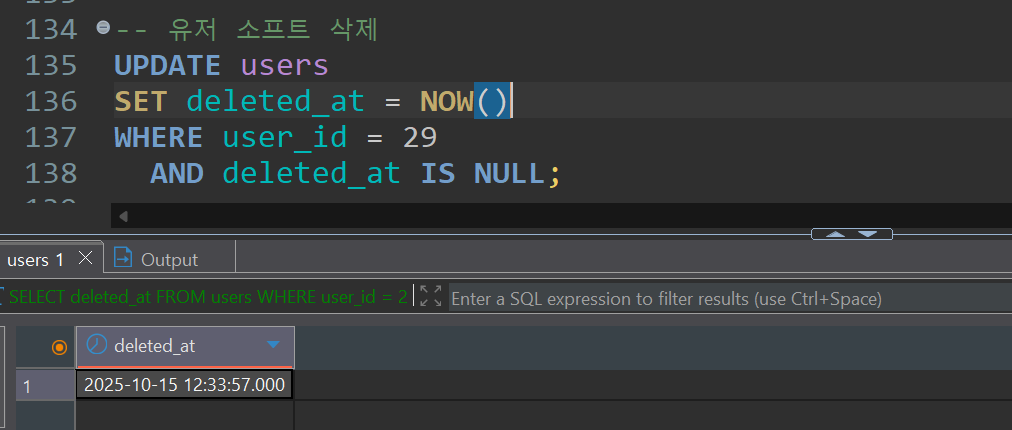 134 -- 유저 소프트 삭제
135 UPDATE users
136 SET deleted_at = NOW()
137 WHERE user_id = 29
138 AND deleted_at IS NULL;
users 1 Output
SELECT deleted_at FROM users WHERE user_id = 2 Enter a SQL expression to filter results (use Ctrl+Space)
deleted_at
1 2025-10-15 12:33:57.000